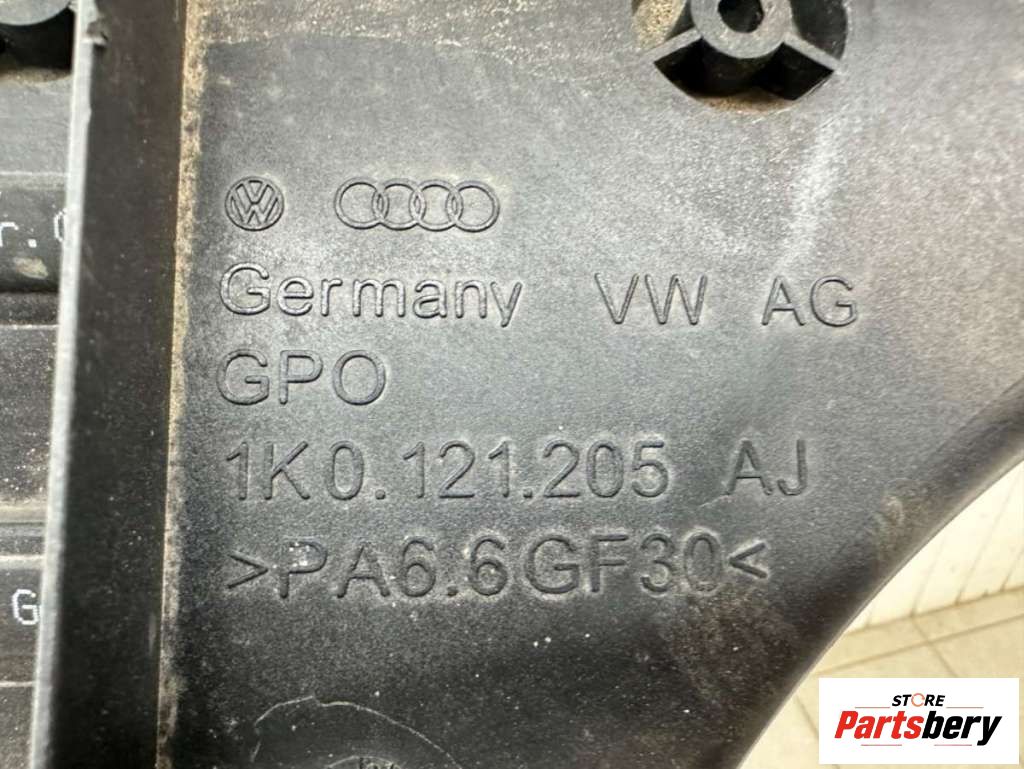 Germany VW AG
GPO
1K0.121.205 AJ
>PA6.6GF30<
STORE
Partsbery